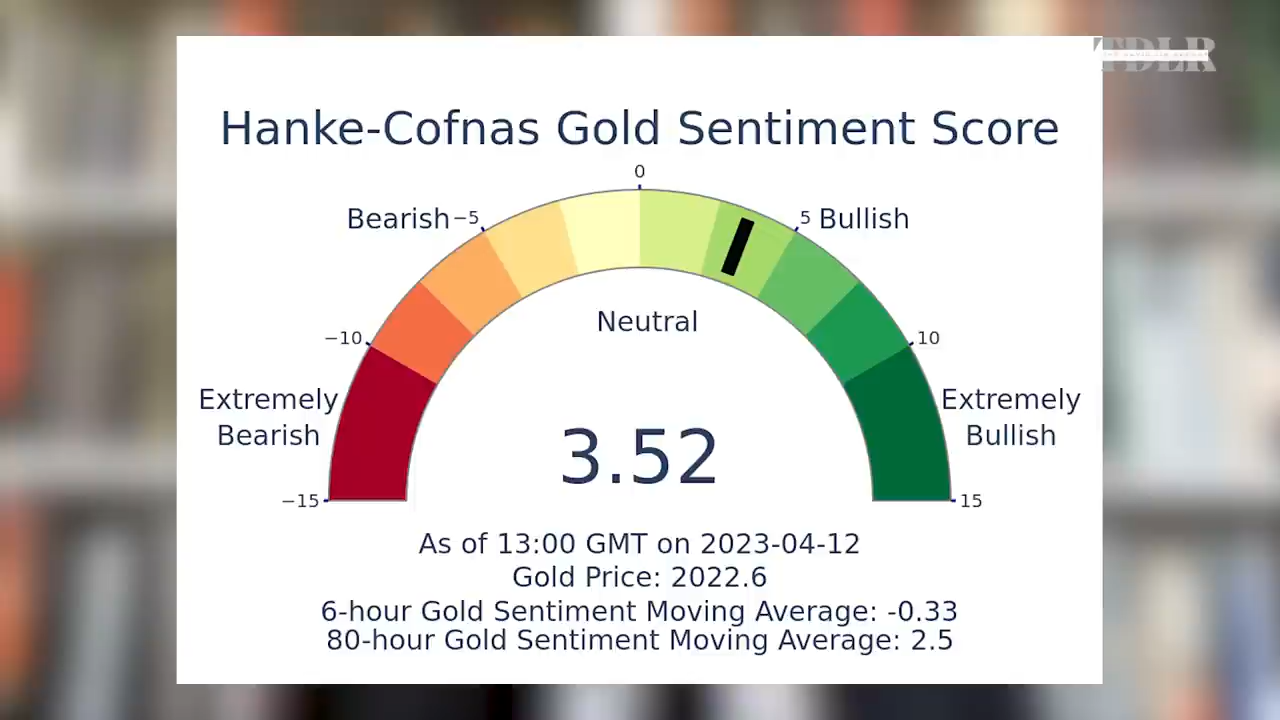 TDLR
Hanke-Cofnas Gold Sentiment Score
0
Bearish −5
5 Bullish
Neutral
−10
10
Extremely
Bearish
Extremely
Bullish
3.52
−15
15
As of 13:00 GMT on 2023-04-12
Gold Price: 2022.6
6-hour Gold Sentiment Moving Average: -0.33
80-hour Gold Sentiment Moving Average: 2.5